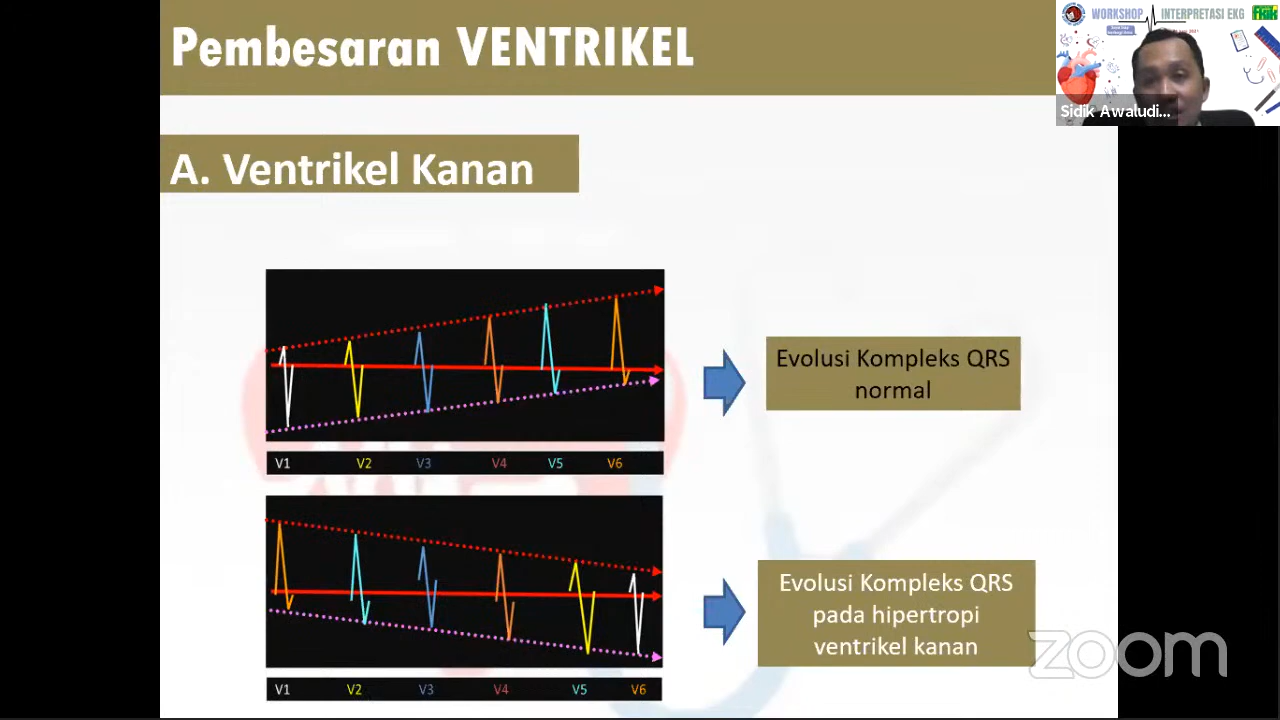 Pembesaran VENTRIKEL
WORKSHOP INTERPRETASI EKG
Sidik Awaludi...
A. Ventrikel Kanan
Evolusi Kompleks QRS
normal
V1 V2 V3 V4 V5 V6
Evolusi Kompleks QRS
pada hipertropi
ventrikel kanan
V1 V2 V3 V4 V5 V6
zoom